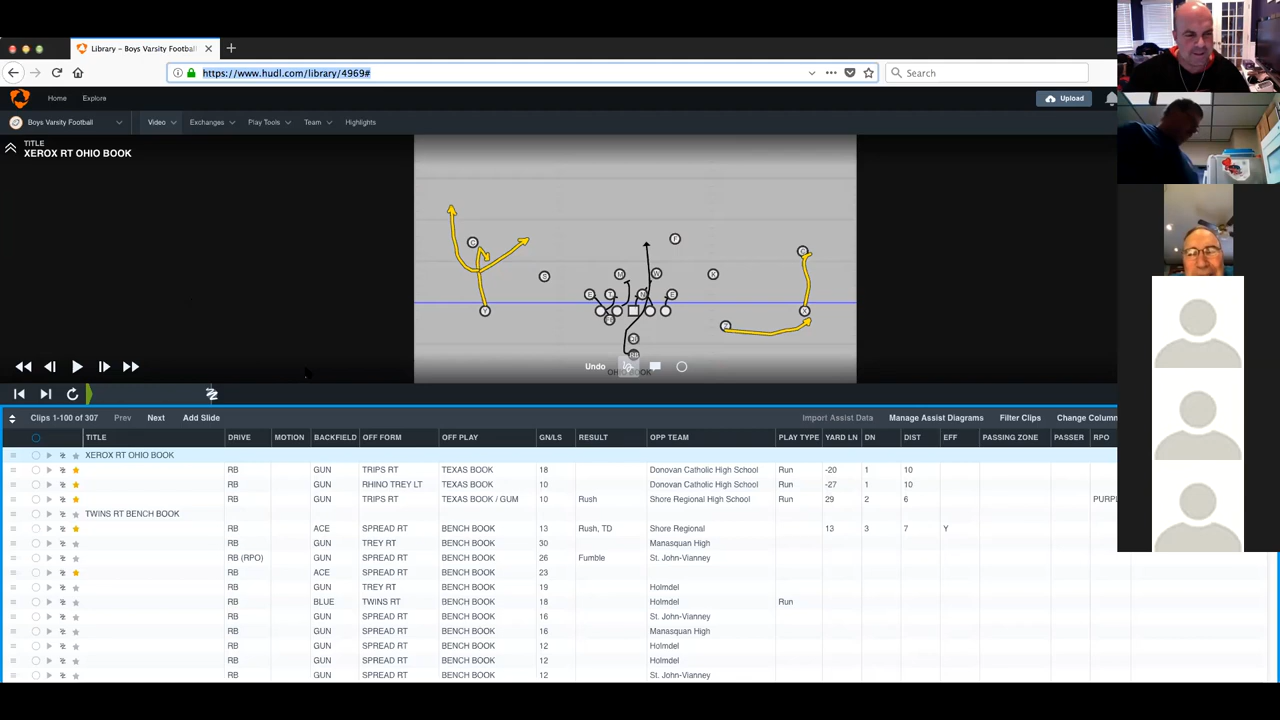 Library – Boys Varsity Football
https://www.hudl.com/library/4969#
Search
Home Explore
Upload
Boys Varsity Football Video Exchanges Play Tools Team Highlights
TITLE
XEROX RT OHIO BOOK
Undo
OHIO BOOK
Clips 1-100 of 307 Prev Next Add Slide Import Assist Data Manage Assist Diagrams Filter Clips Change Column
TITLE DRIVE MOTION BACKFIELD OFF FORM OFF PLAY GN/LS RESULT OPP TEAM PLAY TYPE YARD LN DN DIST EFF PASSING ZONE PASSER RPO
XEROX RT OHIO BOOK
RB GUN TRIPS RT TEXAS BOOK 18 Donovan Catholic High School Run -20 1 10
RB GUN RHINO TREY LT TEXAS BOOK 10 Donovan Catholic High School Run -27 1 10
RB GUN TRIPS RT TEXAS BOOK / GUM 10 Rush Shore Regional High School Run 29 2 6 PURPL
TWINS RT BENCH BOOK
RB ACE SPREAD RT BENCH BOOK 13 Rush, TD Shore Regional 13 3 7 Y
RB GUN TREY RT BENCH BOOK 30 Manasquan High
RB (RPO) GUN SPREAD RT BENCH BOOK 26 Fumble St. John-Vianney
RB ACE SPREAD RT BENCH BOOK 23
RB GUN TREY RT BENCH BOOK 19 Holmdel
RB BLUE TWINS RT BENCH BOOK 18 Holmdel Run
RB GUN SPREAD RT BENCH BOOK 16 St. John-Vianney
RB GUN SPREAD RT BENCH BOOK 16 Manasquan High
RB GUN SPREAD RT BENCH BOOK 12 Holmdel
RB GUN SPREAD RT BENCH BOOK 12 Holmdel
RB GUN SPREAD RT BENCH BOOK 12 St. John-Vianney